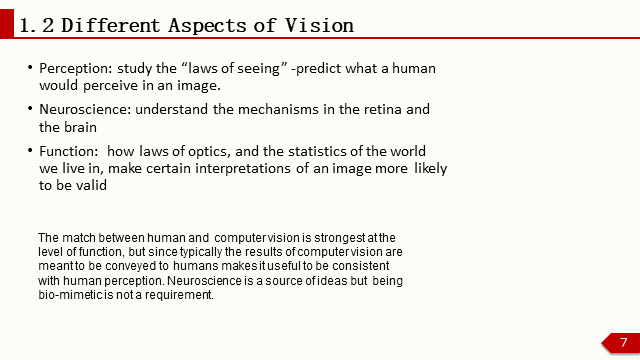 1.2 Different Aspects of Vision
• Perception: study the “laws of seeing” -predict what a human
would perceive in an image.
• Neuroscience: understand the mechanisms in the retina and
the brain
• Function: how laws of optics, and the statistics of the world
we live in, make certain interpretations of an image more likely
to be valid
The match between human and computer vision is strongest at the
level of function, but since typically the results of computer vision are
meant to be conveyed to humans makes it useful to be consistent
with human perception. Neuroscience is a source of ideas but being
bio-mimetic is not a requirement.
7